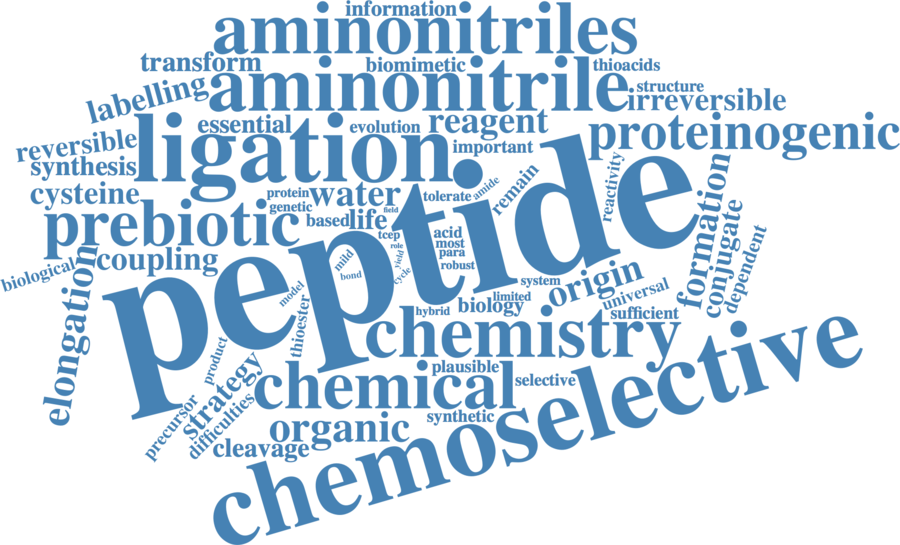 information
aminonitriles
transform
biomimetic
thioacids
aminonitrile
structure
labelling
irreversible
essential
evolution
reagent
proteinogenic
ligation
reversible
important
synthesis
cysteine
protein
water
tolerate
amide
remain
reactivity
formation
genetic
prebiotic
based
life
field
tcep
acid
role
most
conjugate
peptide
para
yield
robust
mild
bond
cycle
dependent
coupling
biological
elongation
system
origin
model
limited
universal
biology
hybrid
sufficient
thioester
chemistry
product
plausible
strategy
chemical
selective
precursor
difficulties
synthetic
organic
cleavage
chemoselective